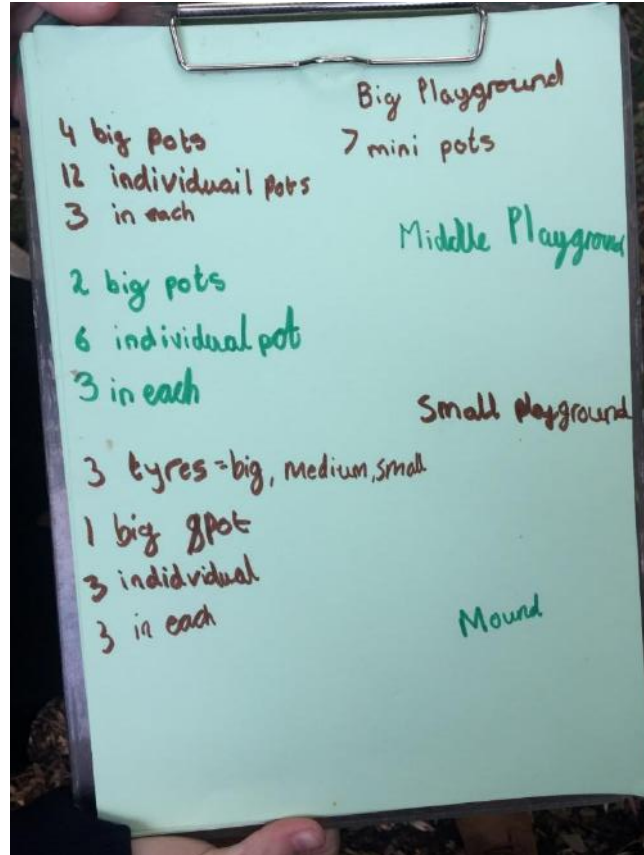 Big Playground
4 big pots
7 mini pots
12 individuail pots
3 in each
Middle Playground
2 big pots
6 individual pot
3 in each
Small playground
3 tyres=big, medium, small
1 big gpot
3 indidvidual
3 in each
Mound